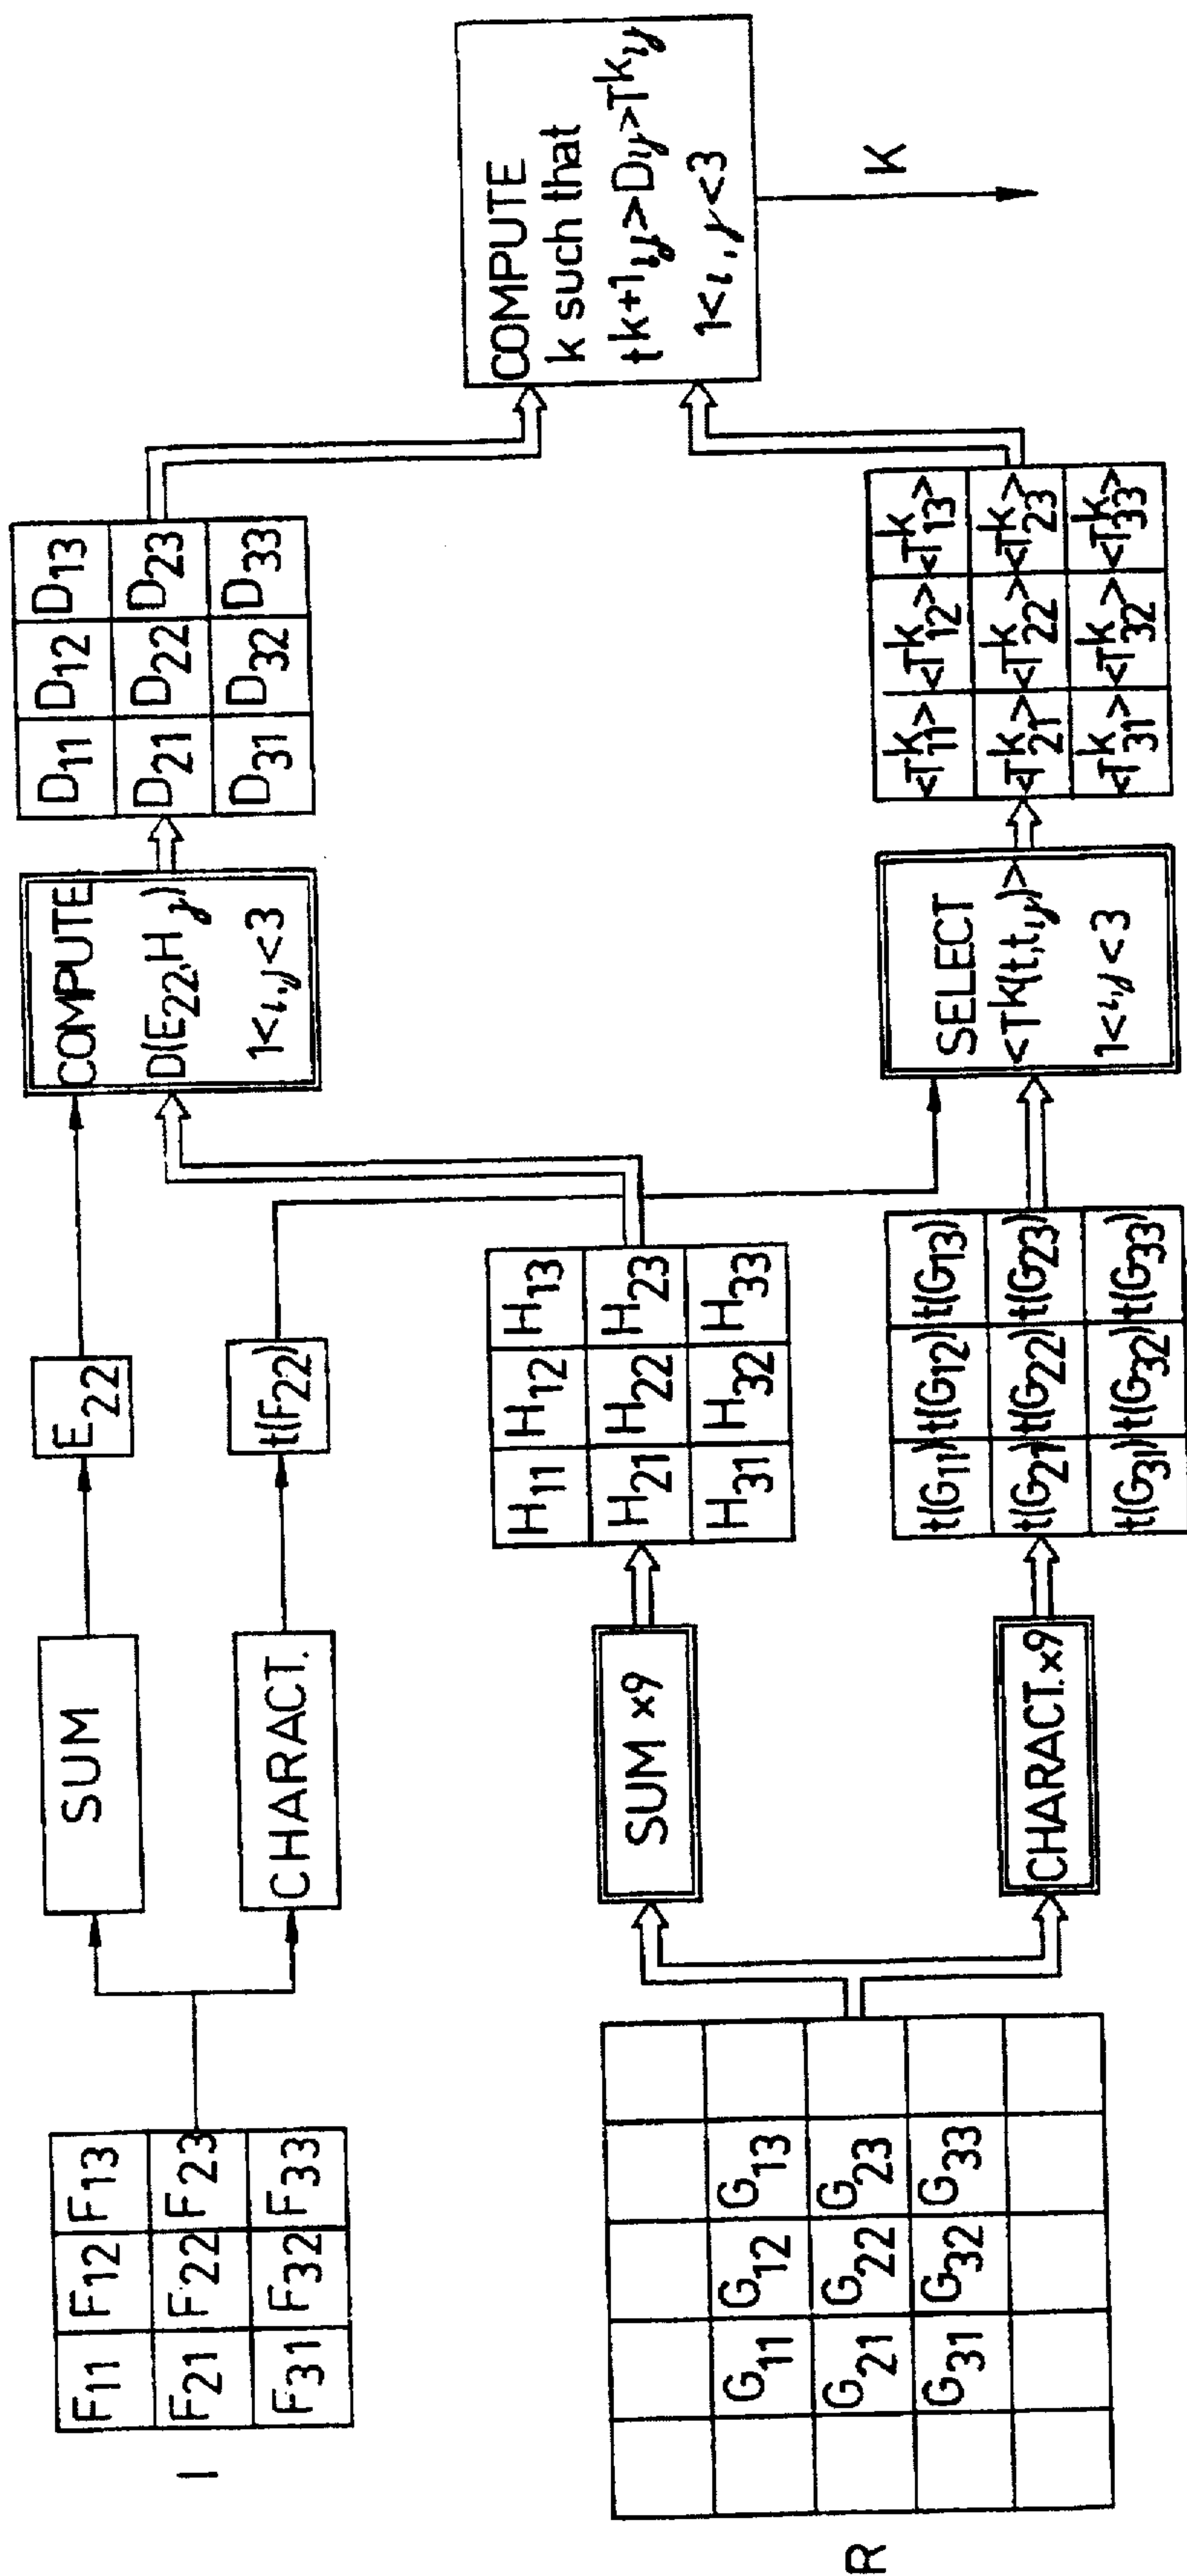 I
F11 F12 F13
F21 F22 F23
F31 F32 F33
SUM
CHARACT.
E22
t(F22)
COMPUTE
D(E22,H j)
1<i,j<3
D11 D12 D13
D21 D22 D23
D31 D32 D33
COMPUTE
k such that
tk+1ij>Dij>Tkij
1<i,j<3
K
R
G11 G12 G13
G21 G22 G23
G31 G32 G33
SUM x9
CHARACT.x9
H11 H12 H13
H21 H22 H23
H31 H32 H33
t(G11) t(G12) t(G13)
t(G21) t(G22) t(G23)
t(G31) t(G32) t(G33)
SELECT
<Tk(t,tij)>
1<i,j<3
<Tk11> <Tk12> <Tk13>
<Tk21> <Tk22> <Tk23>
<Tk31> <Tk32> <Tk33>